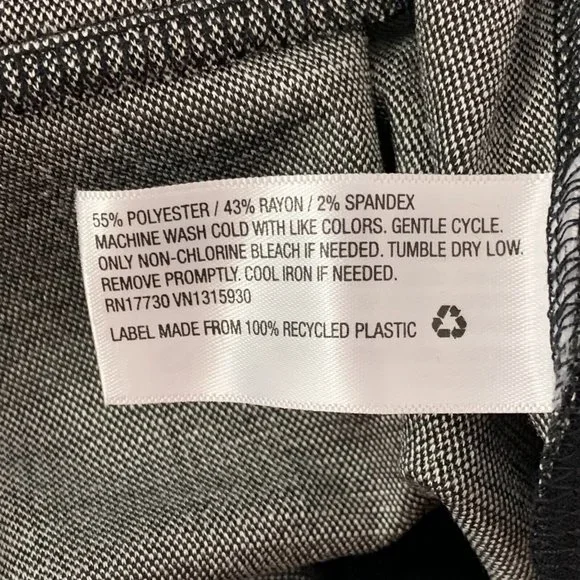 55% POLYESTER / 43% RAYON / 2% SPANDEX
MACHINE WASH COLD WITH LIKE COLORS. GENTLE CYCLE.
ONLY NON-CHLORINE BLEACH IF NEEDED. TUMBLE DRY LOW.
REMOVE PROMPTLY. COOL IRON IF NEEDED.
RN17730 VN1315930
LABEL MADE FROM 100% RECYCLED PLASTIC